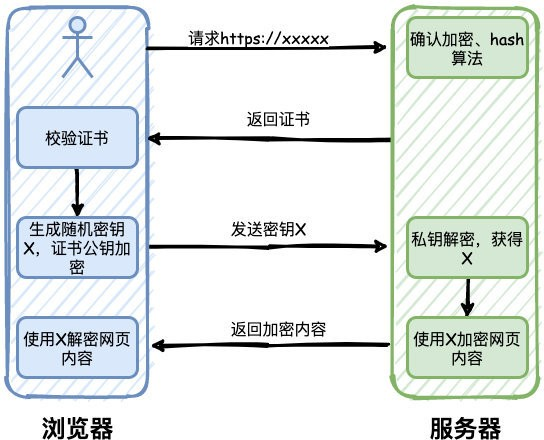 请求https://xxxxx
确认加密、hash
算法
返回证书
校验证书
生成随机密钥
X，证书公钥加
密
发送密钥X
私钥解密，获得
X
返回加密内容
使用X解密网页
内容
使用X加密网页
内容
浏览器
服务器